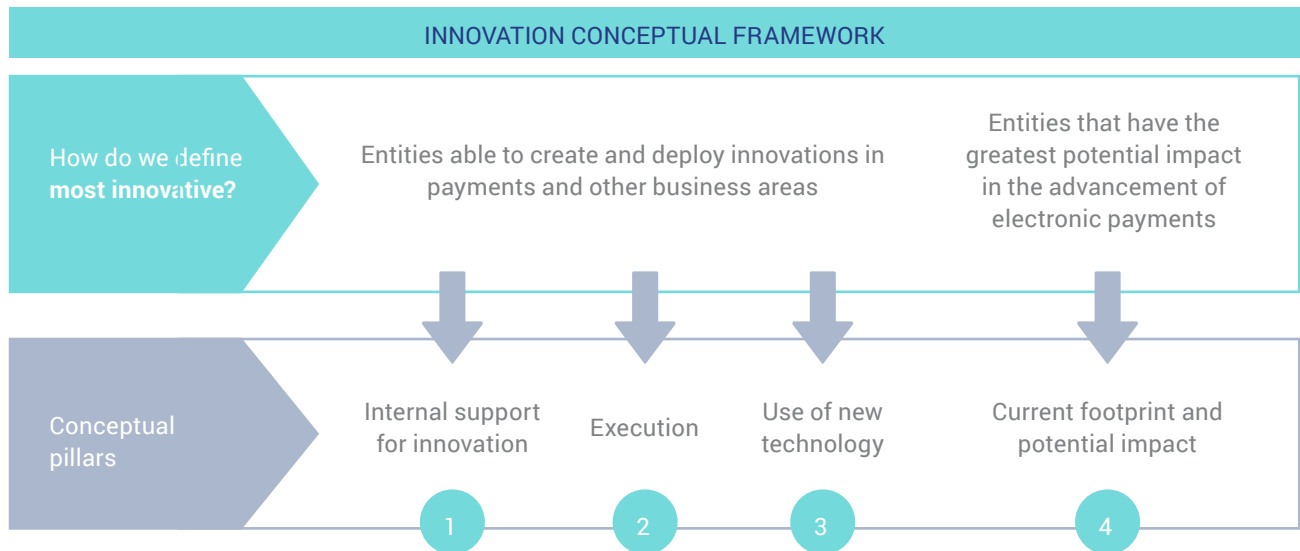 INNOVATION CONCEPTUAL FRAMEWORK
How do we define
most innovative?
Entities able to create and deploy innovations in
payments and other business areas
Entities that have the
greatest potential impact
in the advancement of
electronic payments
Conceptual
pillars
Internal support
for innovation
1
Execution
2
Use of new
technology
3
Current footprint and
potential impact
4